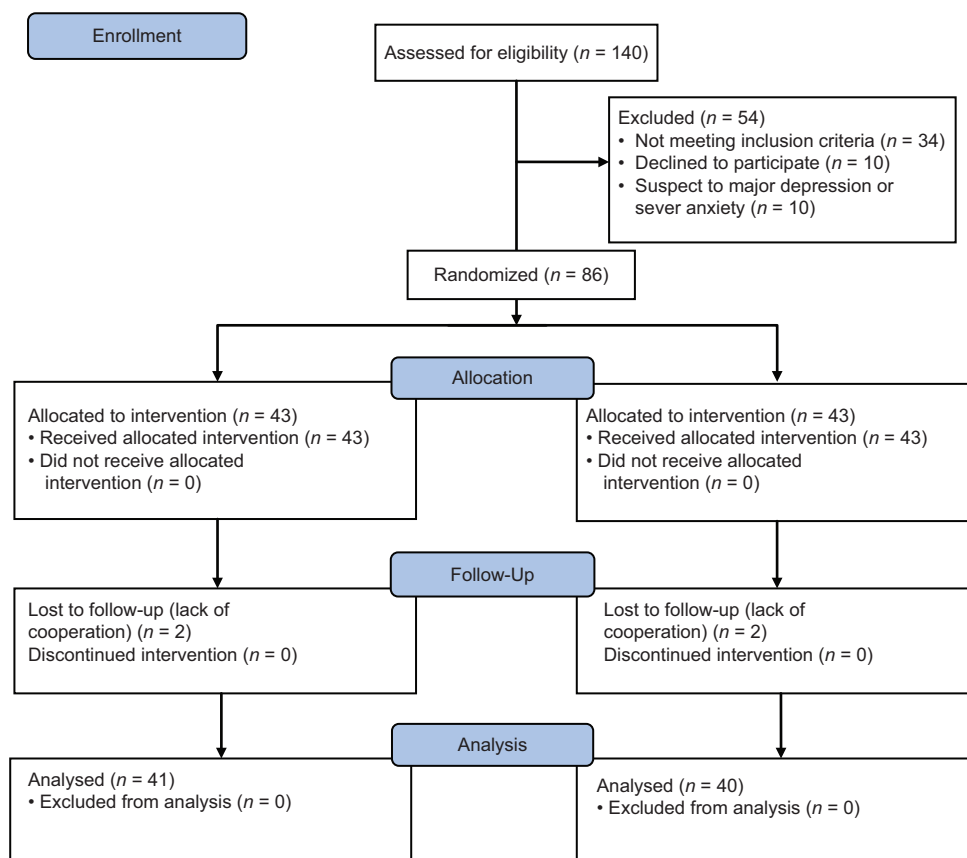 Enrollment
Assessed for eligibility (n = 140)
Excluded (n = 54)
• Not meeting inclusion criteria (n = 34)
• Declined to participate (n = 10)
• Suspect to major depression or
sever anxiety (n = 10)
Randomized (n = 86)
Allocation
Allocated to intervention (n = 43)
• Received allocated intervention (n = 43)
• Did not receive allocated
intervention (n = 0)
Allocated to intervention (n = 43)
• Received allocated intervention (n = 43)
• Did not receive allocated
intervention (n = 0)
Follow-Up
Lost to follow-up (lack of
cooperation) (n = 2)
Discontinued intervention (n = 0)
Lost to follow-up (lack of
cooperation) (n = 2)
Discontinued intervention (n = 0)
Analysis
Analysed (n = 41)
• Excluded from analysis (n = 0)
Analysed (n = 40)
• Excluded from analysis (n = 0)